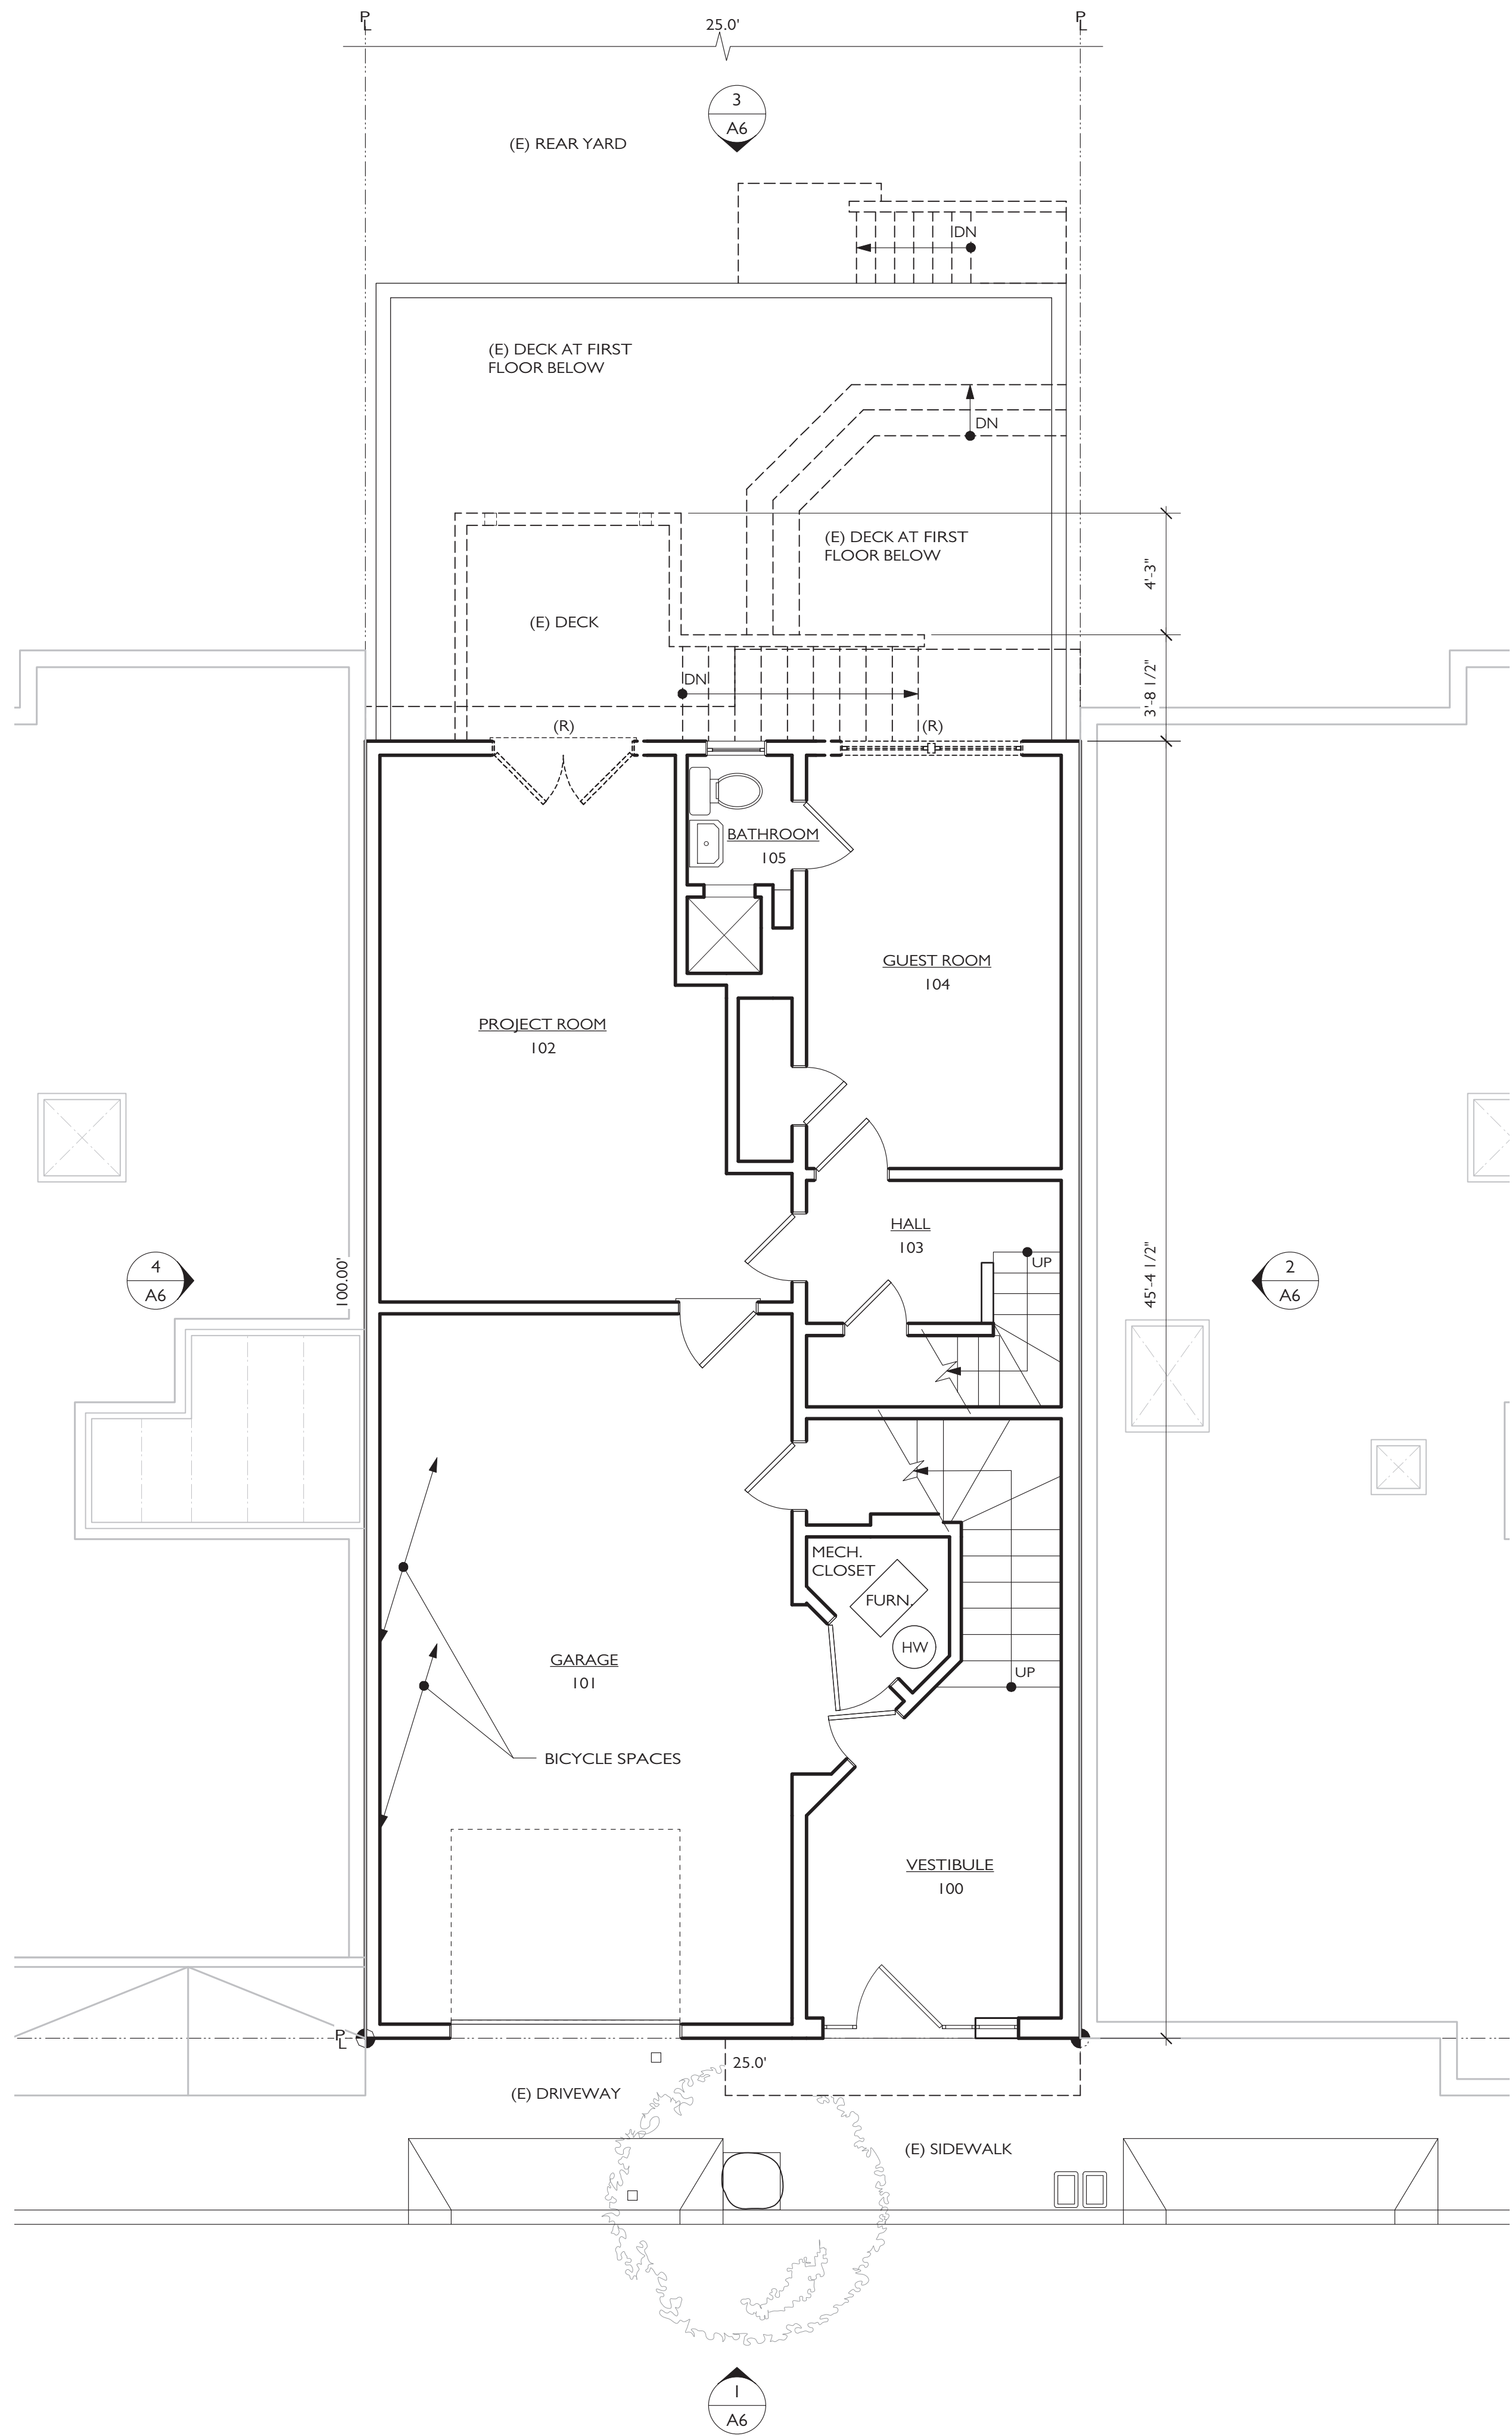 PL
25.0'
PL
3
A6
(E) REAR YARD
DN
(E) DECK AT FIRST
FLOOR BELOW
DN
(E) DECK AT FIRST
FLOOR BELOW
4'-3"
(E) DECK
3'-8 1/2"
DN
(R)
(R)
BATHROOM
105
GUEST ROOM
104
PROJECT ROOM
102
HALL
103
UP
4
A6
100.00'
45'-4 1/2"
2
A6
MECH.
CLOSET
FURN.
HW
GARAGE
101
UP
BICYCLE SPACES
VESTIBULE
100
PL
25.0'
(E) DRIVEWAY
(E) SIDEWALK
1
A6